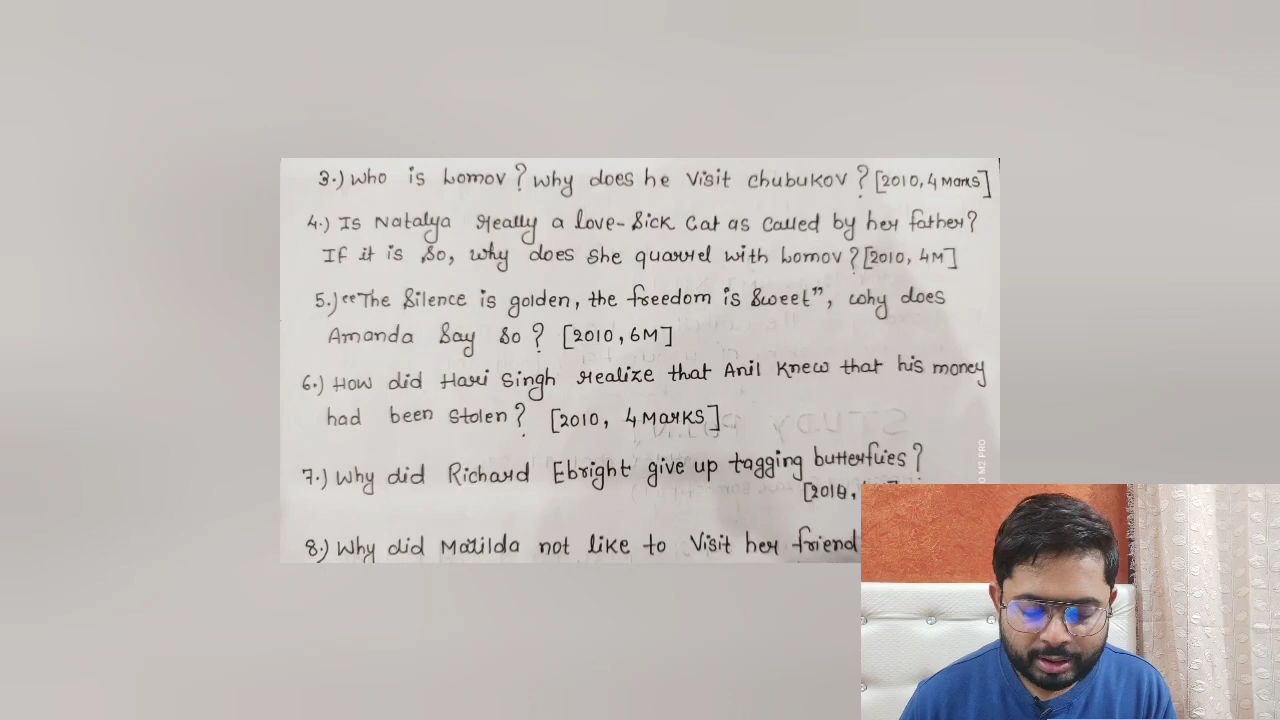 3.) Who is Lomov? Why does he visit Chubukov? [2010, 4 Marks]
4.) Is Natalya really a love-sick Cat as called by her father?
If it is so, why does she quarrel with Lomov? [2010, 4M]
5.) "The Silence is golden, the freedom is sweet", why does
Amanda Say So? [2010, 6M]
6.) How did Hari Singh realize that Anil knew that his money
had been stolen? [2010, 4 MARKS]
7.) Why did Richard Ebright give up tagging butterflies?
[2010,
8.) Why did Matilda not like to visit her friend
M2 PRO